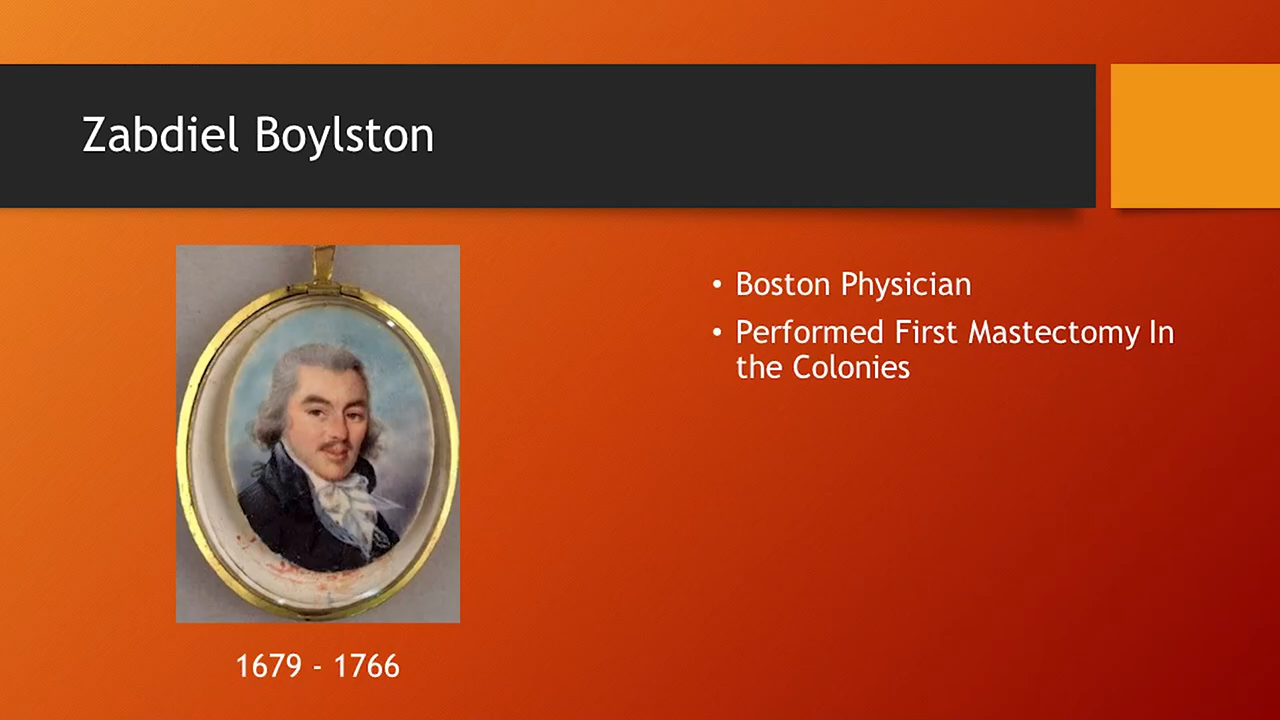 Zabdiel Boylston
• Boston Physician
• Performed First Mastectomy In
the Colonies
1679 - 1766